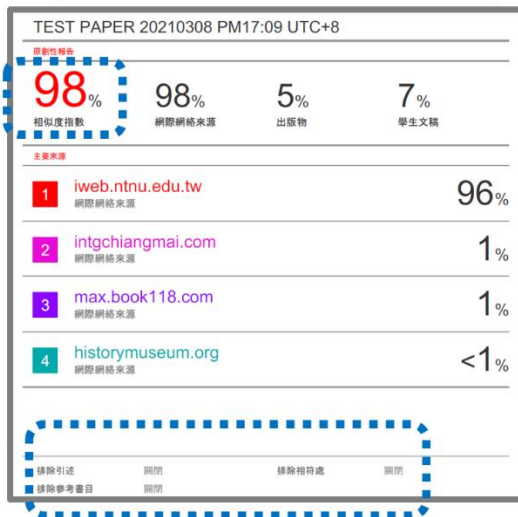 TEST PAPER 20210308 PM17:09 UTC+8
原創性報告
98% 98% 5% 7%
相似度指數 網際網絡來源 出版物 學生文稿
主要來源
1 iweb.ntnu.edu.tw 96%
網際網絡來源
2 intgchiangmai.com 1%
網際網絡來源
3 max.book118.com 1%
網際網絡來源
4 historymuseum.org <1%
網際網絡來源
排除引述 關閉 排除相符處 關閉
排除參考書目 關閉